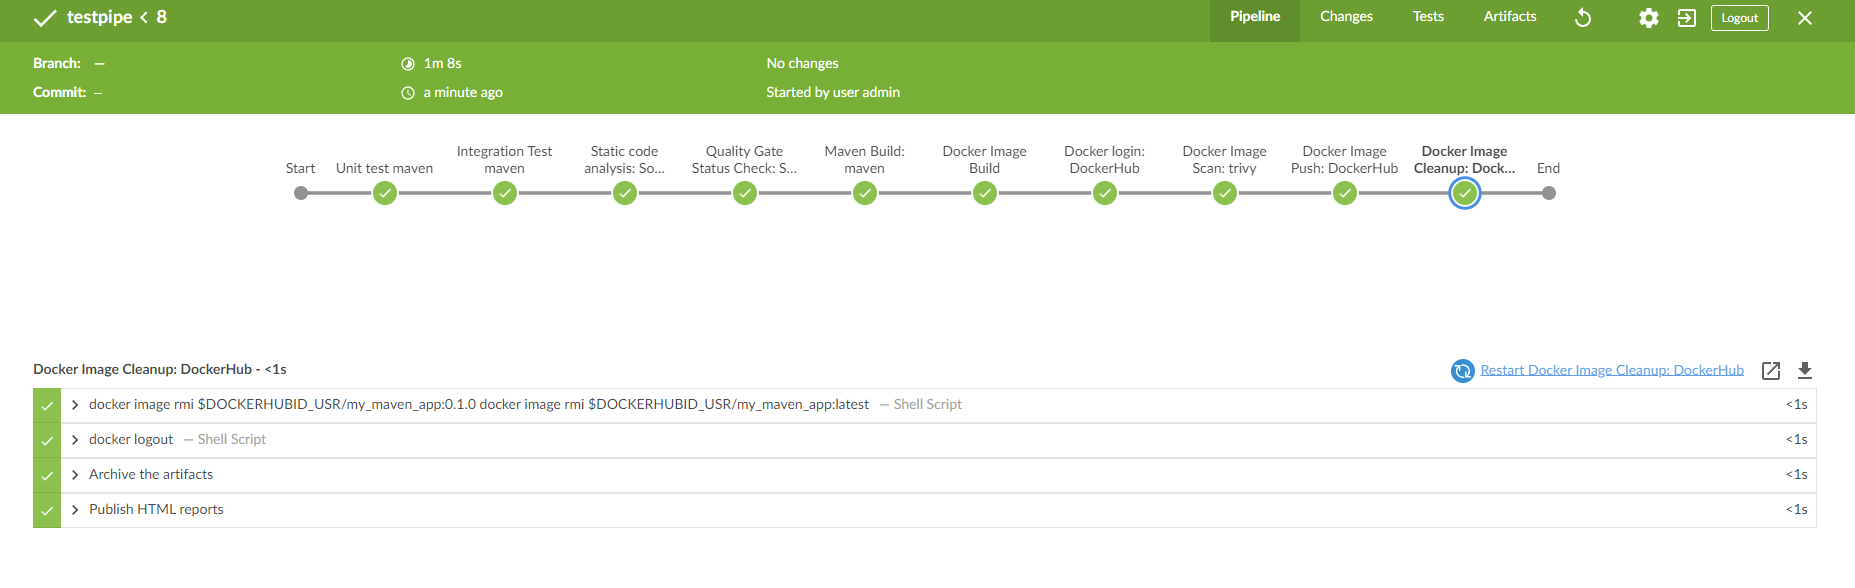 testpipe < 8
Pipeline
Changes
Tests
Artifacts
Logout
Branch: —
1m 8s
No changes
Commit: –
a minute ago
Started by user admin
Start
Unit test maven
Integration Test
maven
Static code
analysis: So...
Quality Gate
Status Check: S...
Maven Build:
maven
Docker Image
Build
Docker login:
DockerHub
Docker Image
Scan: trivy
Docker Image
Push: DockerHub
Docker Image
Cleanup: Dock...
End
Docker Image Cleanup: DockerHub - <1s
Restart Docker Image Cleanup: DockerHub
docker image rmi $DOCKERHUBID_USR/my_maven_app:0.1.0 docker image rmi $DOCKERHUBID_USR/my_maven_app:latest — Shell Script <1s
docker logout — Shell Script <1s
Archive the artifacts <1s
Publish HTML reports <1s